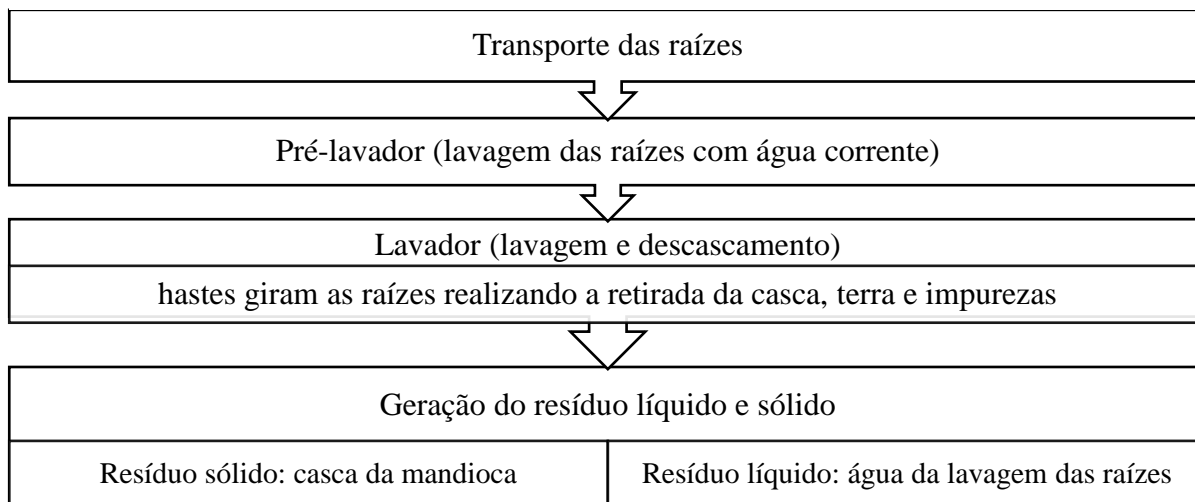 Transporte das raízes
Pré-lavador (lavagem das raízes com água corrente)
Lavador (lavagem e descascamento)
hastes giram as raízes realizando a retirada da casca, terra e impurezas
Geração do resíduo líquido e sólido
Resíduo sólido: casca da mandioca
Resíduo líquido: água da lavagem das raízes